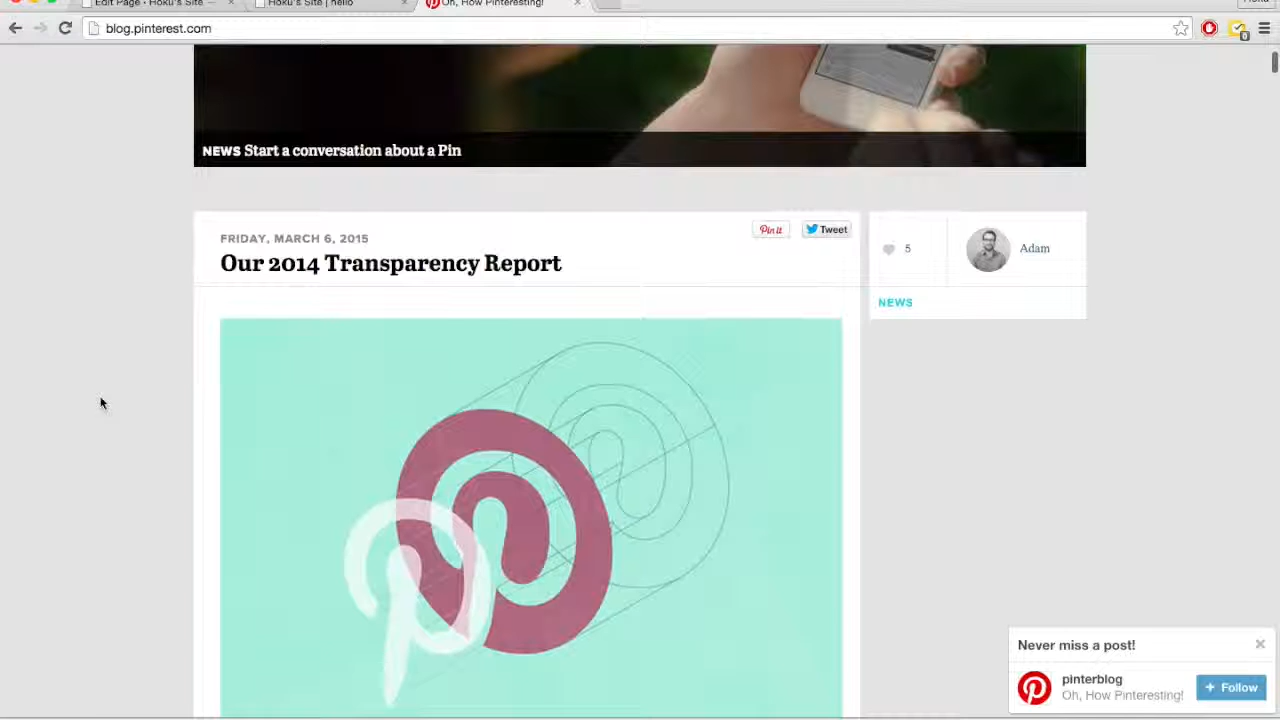 Edit Page ‹ Hoku's Site —
Hoku's Site | hello
Oh, How Pinteresting!
blog.pinterest.com
NEWS Start a conversation about a Pin
FRIDAY, MARCH 6, 2015
Pin it
Tweet
Our 2014 Transparency Report
5
Adam
NEWS
Never miss a post!
pinterblog
Oh, How Pinteresting!
+ Follow
0